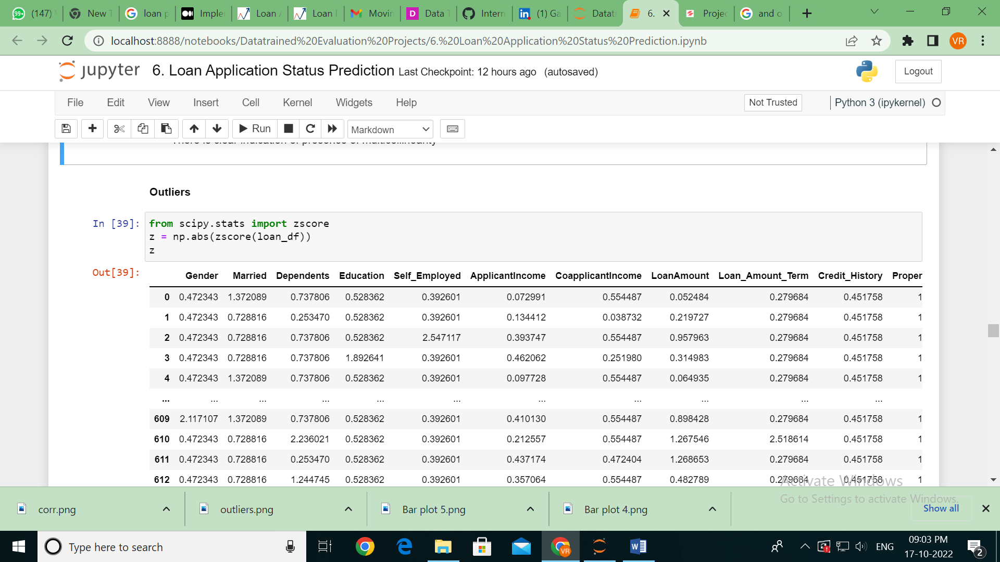 99+ (147) New T loan p Imple Loan A Loan P Movin D Data T Intern in (1) Ga Datat 6. Projec and o
localhost:8888/notebooks/Datatrained%20Evaluation%20Projects/6.%20Loan%20Application%20Status%20Prediction.ipynb VR
jupyter 6. Loan Application Status Prediction Last Checkpoint: 12 hours ago (autosaved) Logout
File Edit View Insert Cell Kernel Widgets Help Not Trusted Python 3 (ipykernel)
Run Markdown
There is clear indication of presence of multicollinearity
Outliers
In [39]: from scipy.stats import zscore
z = np.abs(zscore(loan_df))
z
Out[39]:
Gender Married Dependents Education Self_Employed ApplicantIncome CoapplicantIncome LoanAmount Loan_Amount_Term Credit_History Proper
0 0.472343 1.372089 0.737806 0.528362 0.392601 0.072991 0.554487 0.052484 0.279684 0.451758 1
1 0.472343 0.728816 0.253470 0.528362 0.392601 0.134412 0.038732 0.219727 0.279684 0.451758 1
2 0.472343 0.728816 0.737806 0.528362 2.547117 0.393747 0.554487 0.957963 0.279684 0.451758 1
3 0.472343 0.728816 0.737806 1.892641 0.392601 0.462062 0.251980 0.314983 0.279684 0.451758 1
4 0.472343 1.372089 0.737806 0.528362 0.392601 0.097728 0.554487 0.064935 0.279684 0.451758 1
... ... ... ... ... ... ... ... ... ... ...
609 2.117107 1.372089 0.737806 0.528362 0.392601 0.410130 0.554487 0.898428 0.279684 0.451758 1
610 0.472343 0.728816 2.236021 0.528362 0.392601 0.212557 0.554487 1.267546 2.518614 0.451758 1
611 0.472343 0.728816 0.253470 0.528362 0.392601 0.437174 0.472404 1.268653 0.279684 0.451758 1
612 0.472343 0.728816 1.244745 0.528362 0.392601 0.357064 0.554487 0.482789 0.279684 0.451758 1
Activate Windows
Go to Settings to activate Windows.
corr.png outliers.png Bar plot 5.png Bar plot 4.png Show all
Type here to search VR W ENG 09:03 PM
17-10-2022 2